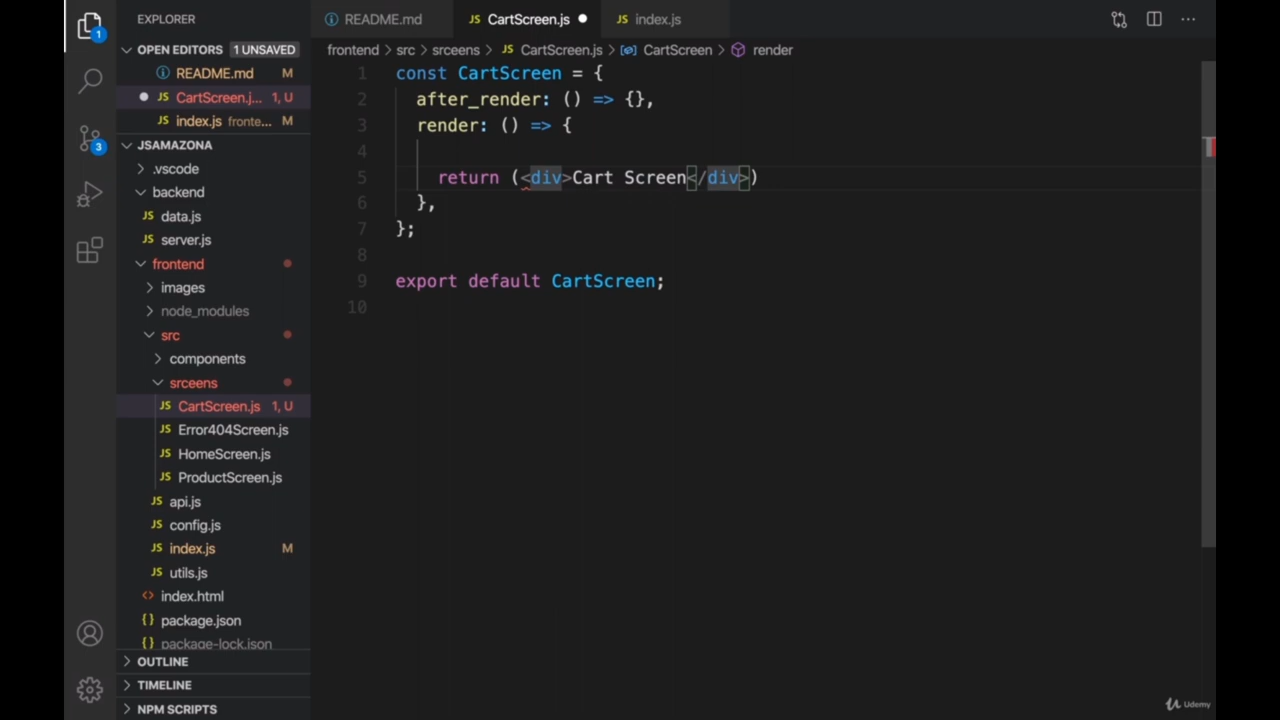 EXPLORER
README.md
CartScreen.js
index.js
OPEN EDITORS 1 UNSAVED
frontend > src > srceens > JS CartScreen.js > CartScreen > render
README.md M
JS CartScreen.j... 1, U
JS index.js fronte... M
JSAMAZONA
.vscode
backend
JS data.js
JS server.js
frontend
images
node_modules
src
components
srceens
JS CartScreen.js 1, U
JS Error404Screen.js
JS HomeScreen.js
JS ProductScreen.js
JS api.js
JS config.js
JS index.js M
JS utils.js
<> index.html
{} package.json
{} package-lock.json
OUTLINE
TIMELINE
NPM SCRIPTS
1
3
1 const CartScreen = {
2 after_render: () => {},
3 render: () => {
4
5 return (<div>Cart Screen</div>)
6 },
7 };
8
9 export default CartScreen;
10
Udemy